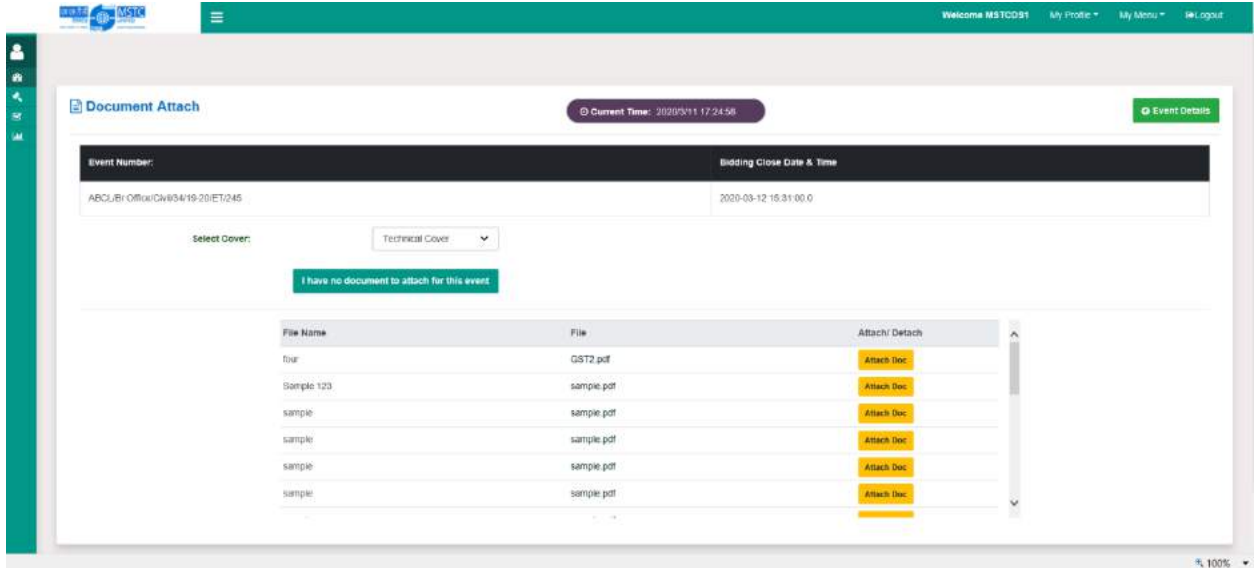 MSTC
Welcome MSTCDS1 My Profile My Menu Logout
Document Attach
Current Time: 2020/3/11 17:24:56
Event Details
Event Number: Bidding Close Date & Time
ABCL/Br Office/Civil/34/19-20/ET/245 2020-03-12 15:31:00.0
Select Cover: Technical Cover
I have no document to attach for this event
File Name File Attach/ Detach
four GST2.pdf Attach Doc
Sample 123 sample.pdf Attach Doc
sample sample.pdf Attach Doc
sample sample.pdf Attach Doc
sample sample.pdf Attach Doc
sample sample.pdf Attach Doc
100%